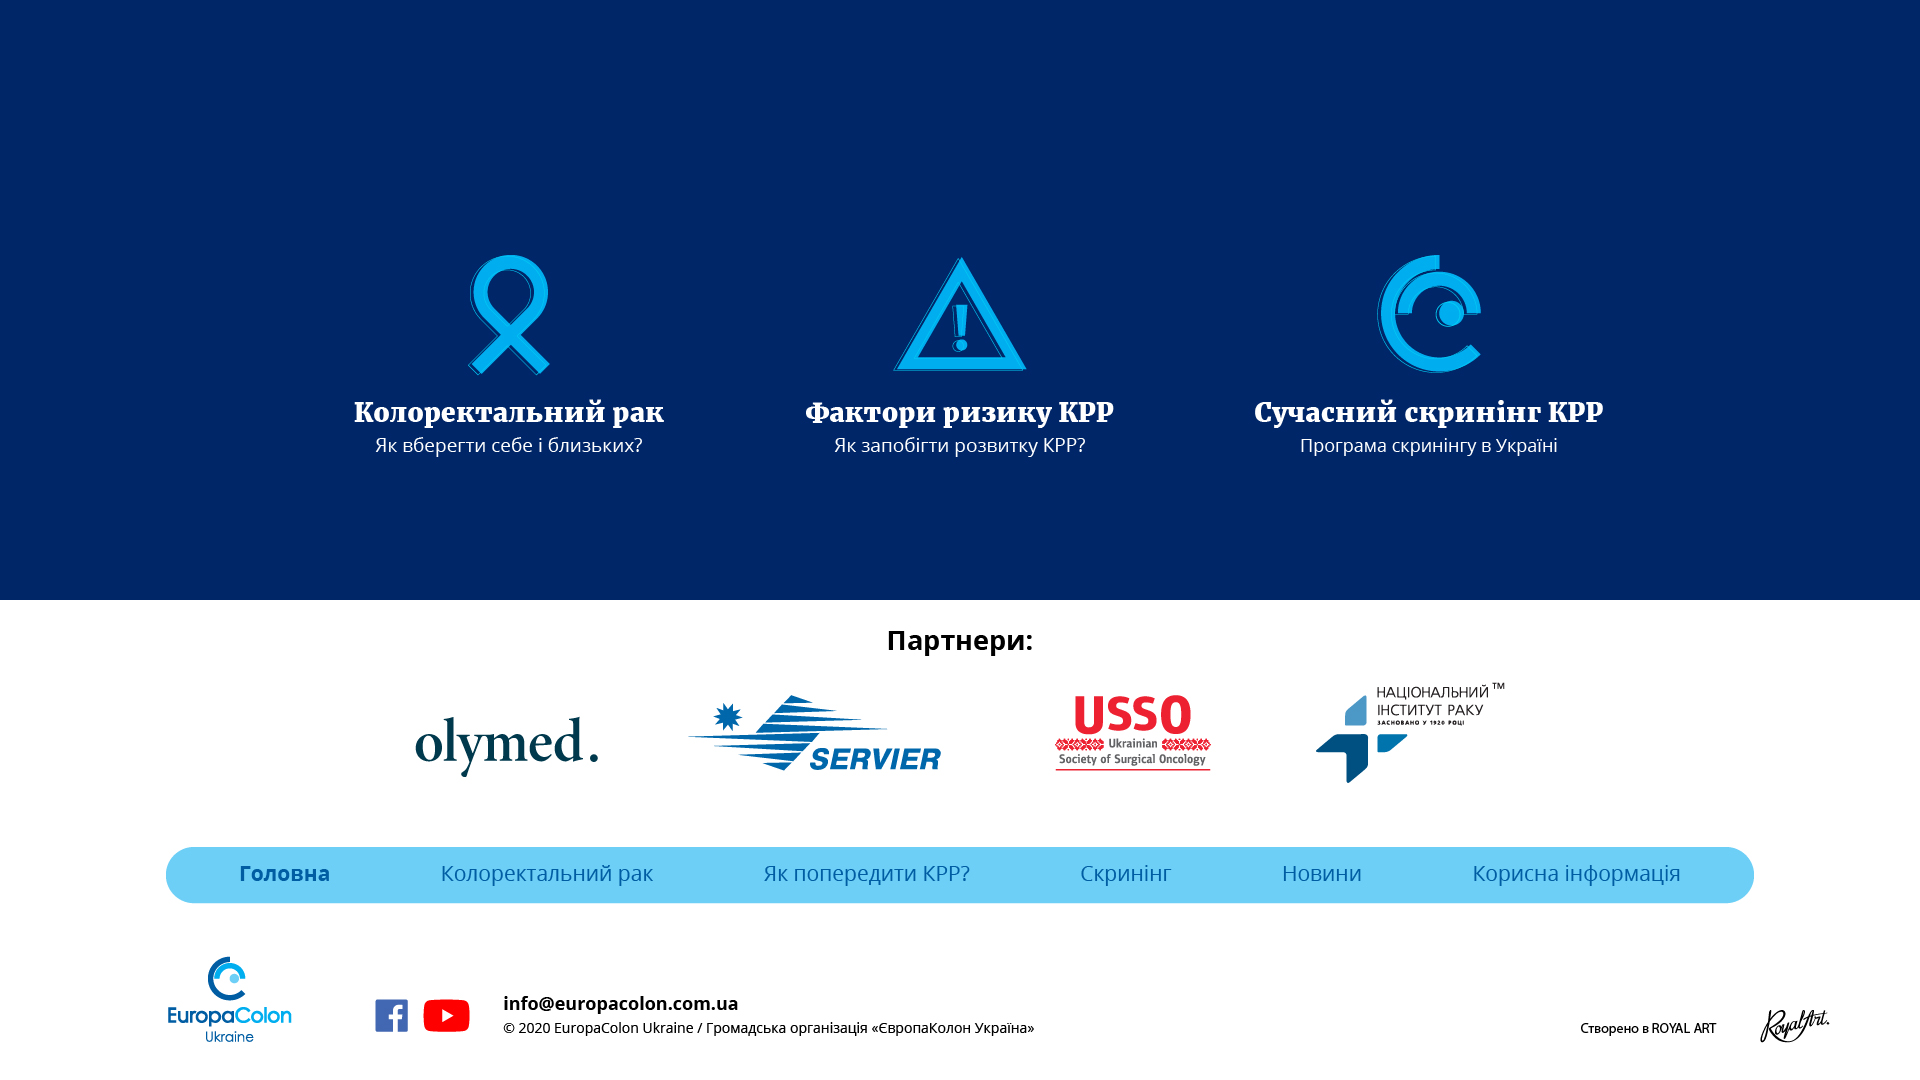 Колоректальний рак
Як вберегти себе і близьких?
Фактори ризику КРР
Як запобігти розвитку КРР?
Сучасний скринінг КРР
Програма скринінгу в Україні
Партнери:
olymed.
SERVIER
USSO
Ukrainian
Society of Surgical Oncology
НАЦІОНАЛЬНИЙ ™
ІНСТИТУТ РАКУ
ЗАСНОВАНО У 1920 РОЦІ
Головна
Колоректальний рак
Як попередити КРР?
Скринінг
Новини
Корисна інформація
EuropaColon
Ukraine
info@europacolon.com.ua
© 2020 EuropaColon Ukraine / Громадська організація «ЄвропаКолон Україна»
Створено в ROYAL ART
RoyalArt.